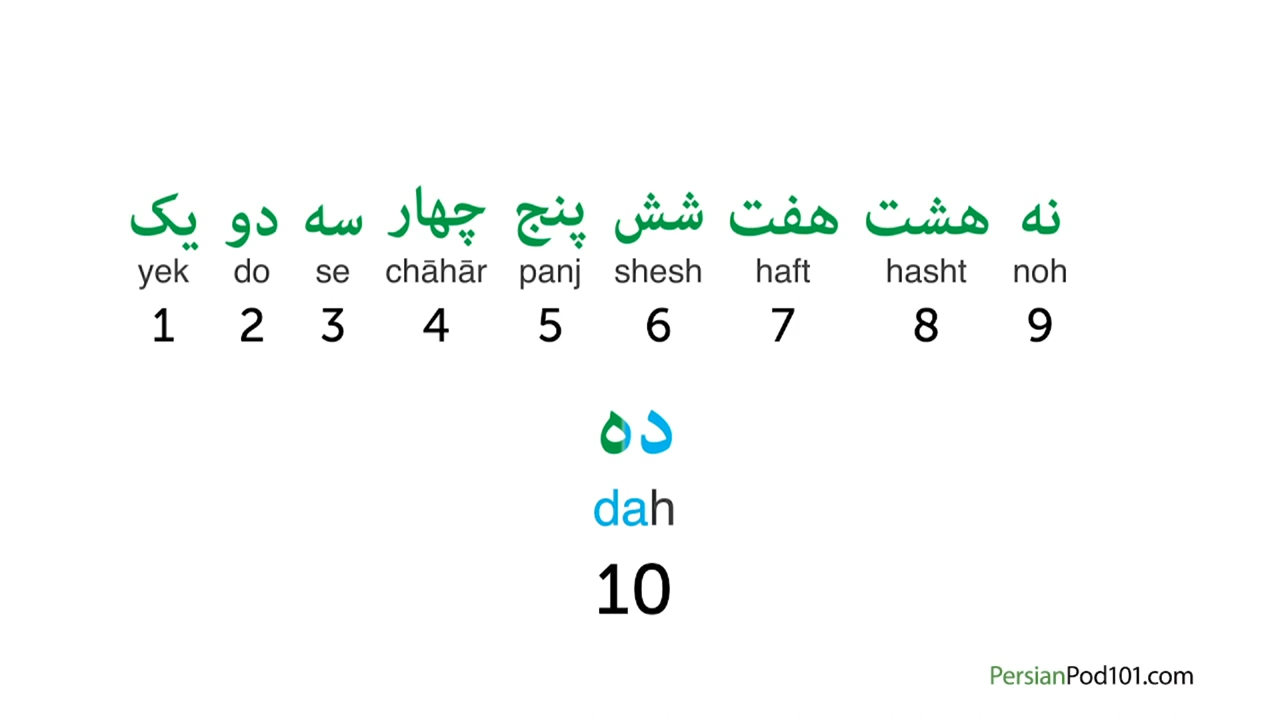 یک دو سه چهار پنج شش هفت هشت نه
yek do se chāhār panj shesh haft hasht noh
1 2 3 4 5 6 7 8 9
ده
dah
10
PersianPod101.com